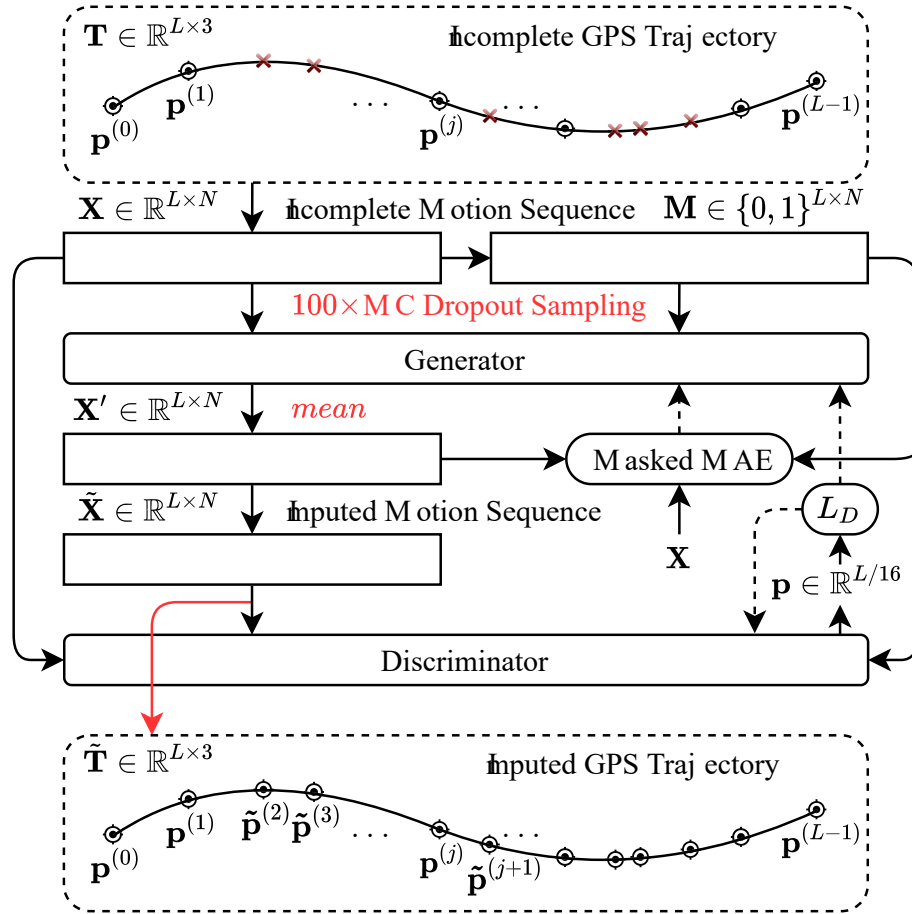 T ∈ ℝ^{L×3} Incomplete GPS Trajectory
p^{(0)} p^{(1)} ... p^{(j)} ... p^{(L-1)}
X ∈ ℝ^{L×N} Incomplete Motion Sequence M ∈ {0, 1}^{L×N}
100×MC Dropout Sampling
Generator
X′ ∈ ℝ^{L×N} mean
Masked MAE
X̃ ∈ ℝ^{L×N} Imputed Motion Sequence
L_D
X
p ∈ ℝ^{L/16}
Discriminator
T̃ ∈ ℝ^{L×3} Imputed GPS Trajectory
p^{(0)} p^{(1)} p̃^{(2)} p̃^{(3)} ... p^{(j)} p̃^{(j+1)} ... p^{(L-1)}